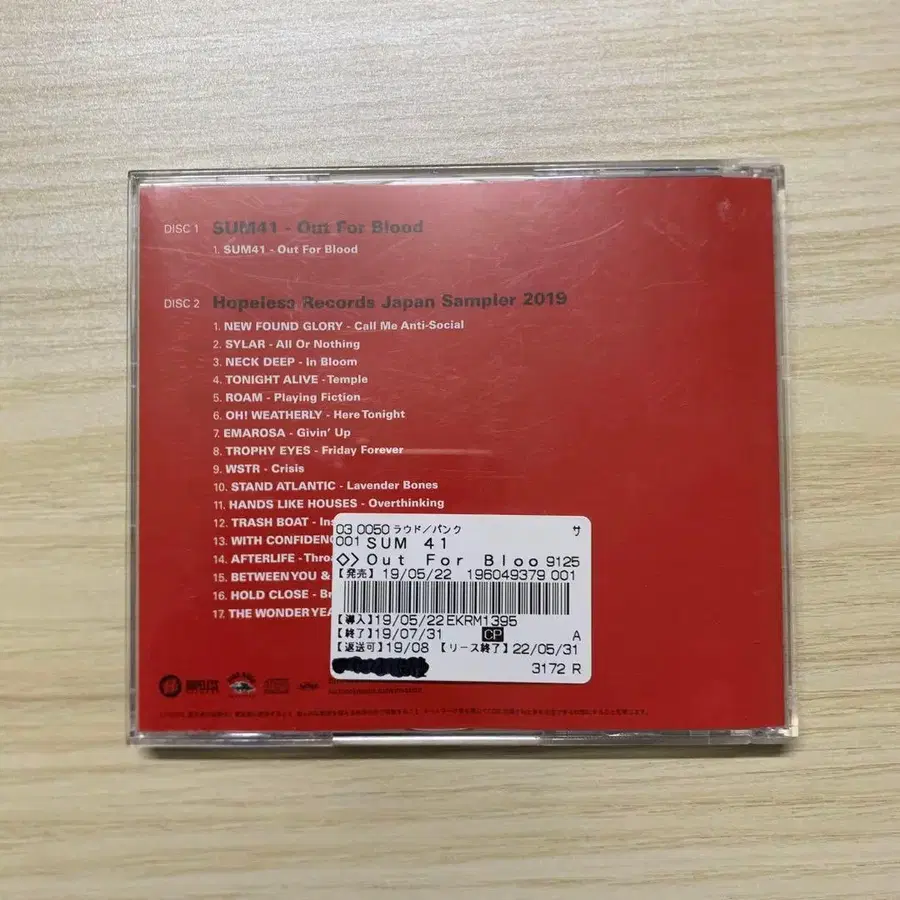 DISC 1 SUM41 - Out For Blood
1. SUM41 - Out For Blood
DISC 2 Hopeless Records Japan Sampler 2019
1. NEW FOUND GLORY - Call Me Anti-Social
2. SYLAR - All Or Nothing
3. NECK DEEP - In Bloom
4. TONIGHT ALIVE - Temple
5. ROAM - Playing Fiction
6. OH! WEATHERLY - Here Tonight
7. EMAROSA - Givin' Up
8. TROPHY EYES - Friday Forever
9. WSTR - Crisis
10. STAND ATLANTIC - Lavender Bones
11. HANDS LIKE HOUSES - Overthinking
12. TRASH BOAT - Ins
13. WITH CONFIDENC
14. AFTERLIFE - Throa
15. BETWEEN YOU &
16. HOLD CLOSE - Br
17. THE WONDER YEA
03 0050 ラウド/パンク サ
001 SUM 41
<> Out For Bloo 9125
【発売】19/05/22 196049379 001
【導入】19/05/22 EKRM1395
【終了】19/07/31 CP A
【返送可】19/08 【リース終了】22/05/31
3172 R
HOPELESS